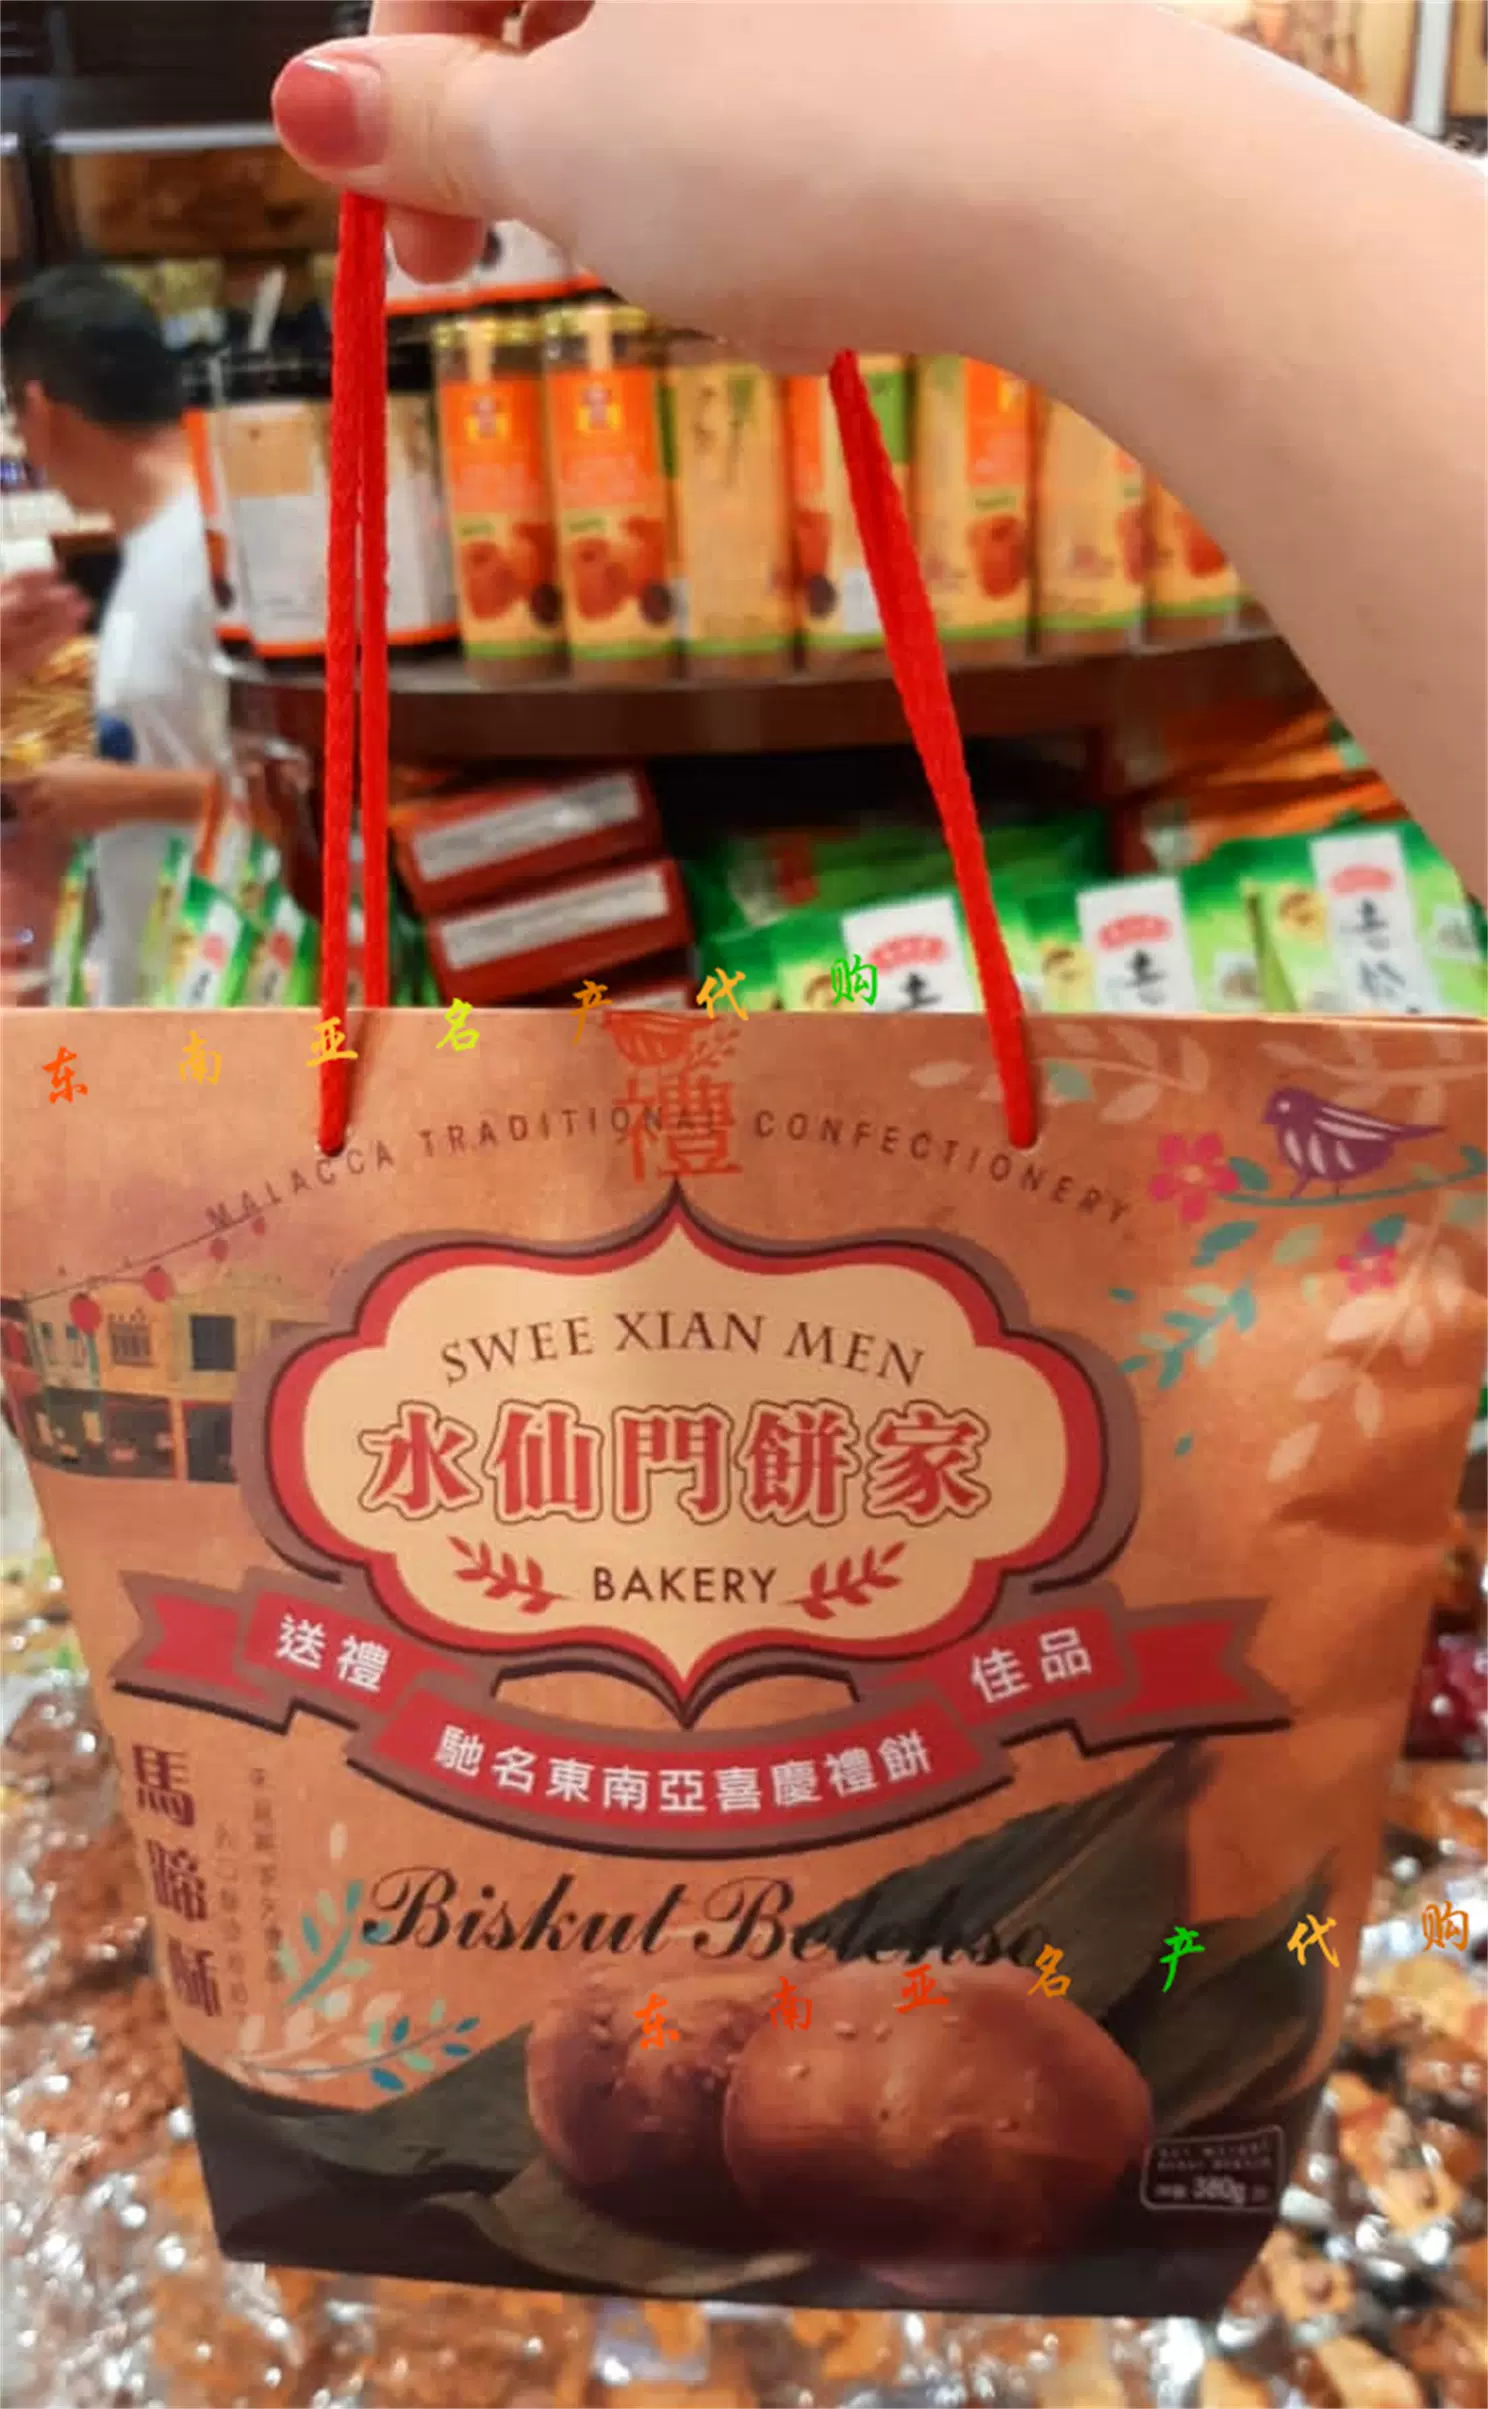 东南亚名产代购
禮
MALACCA TRADITIONAL CONFECTIONERY
SWEE XIAN MEN
水仙門餅家
BAKERY
送禮
佳品
馳名東南亞喜慶禮餅
馬蹄酥
Biskut Belehso
东南亚名产代购
380g